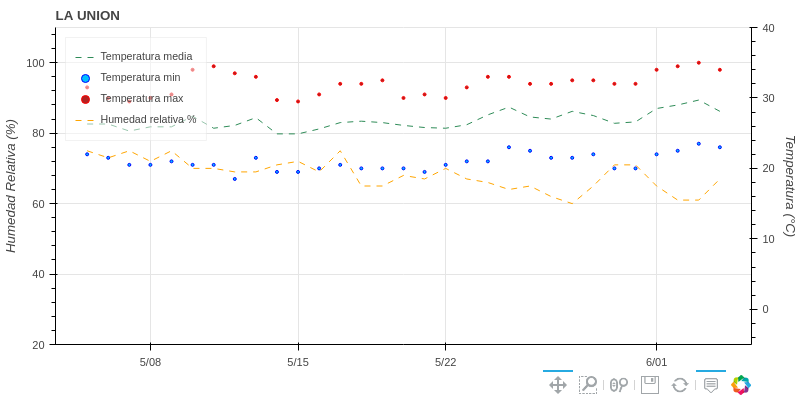 LA UNION
Temperatura media
Temperatura min
Temperatura max
Humedad relativa %
Humedad Relativa (%)
100
80
60
40
20
Temperatura (°C)
40
30
20
10
0
5/08
5/15
5/22
6/01